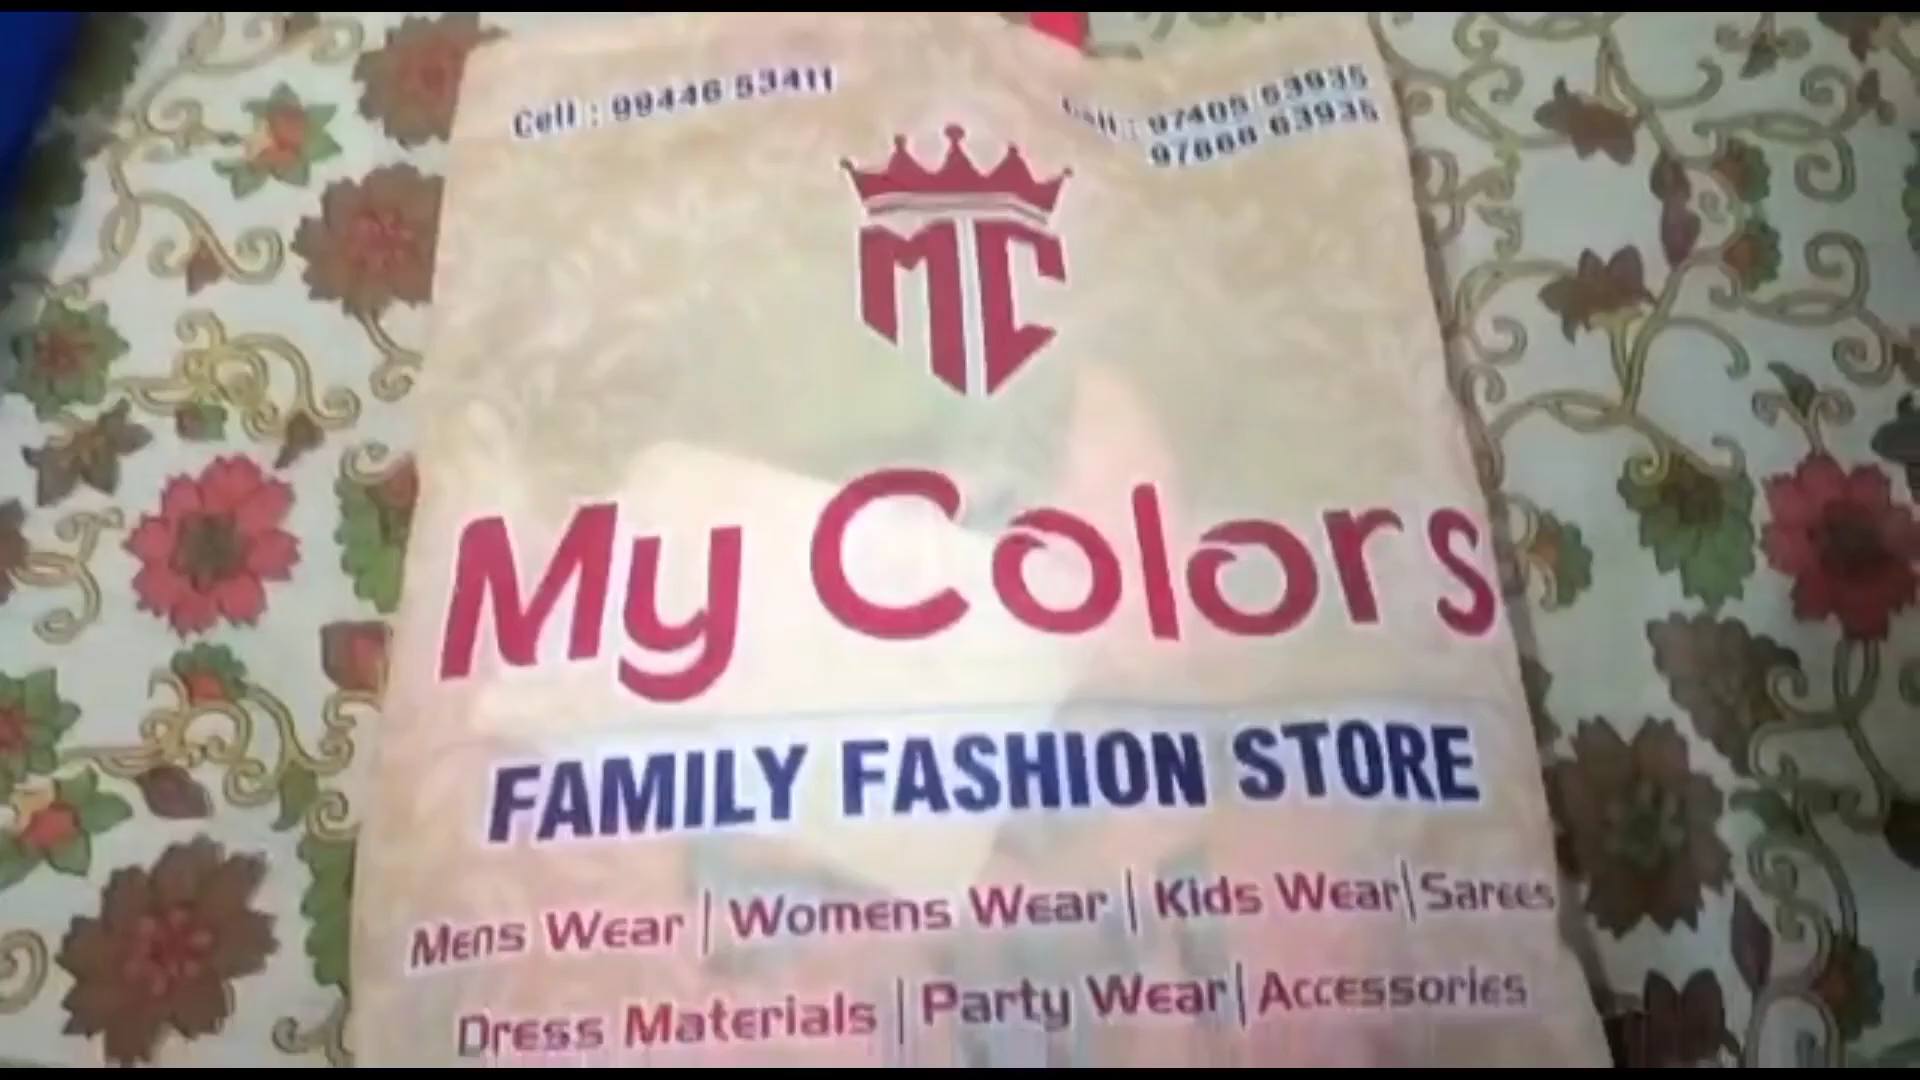 Cell : 99446 53411
Cell : 97405 63935
97888 63935
MC
My Colors
FAMILY FASHION STORE
Mens Wear | Womens Wear | Kids Wear | Sarees
Dress Materials | Party Wear | Accessories